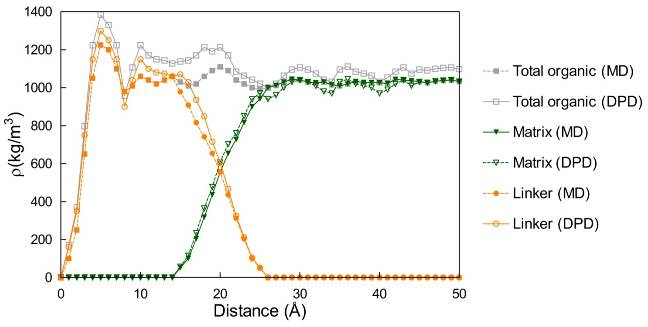 1400
1200
1000
800
600
400
200
0
ρ(kg/m³)
0 10 20 30 40 50
Distance (Å)
Total organic (MD)
Total organic (DPD)
Matrix (MD)
Matrix (DPD)
Linker (MD)
Linker (DPD)